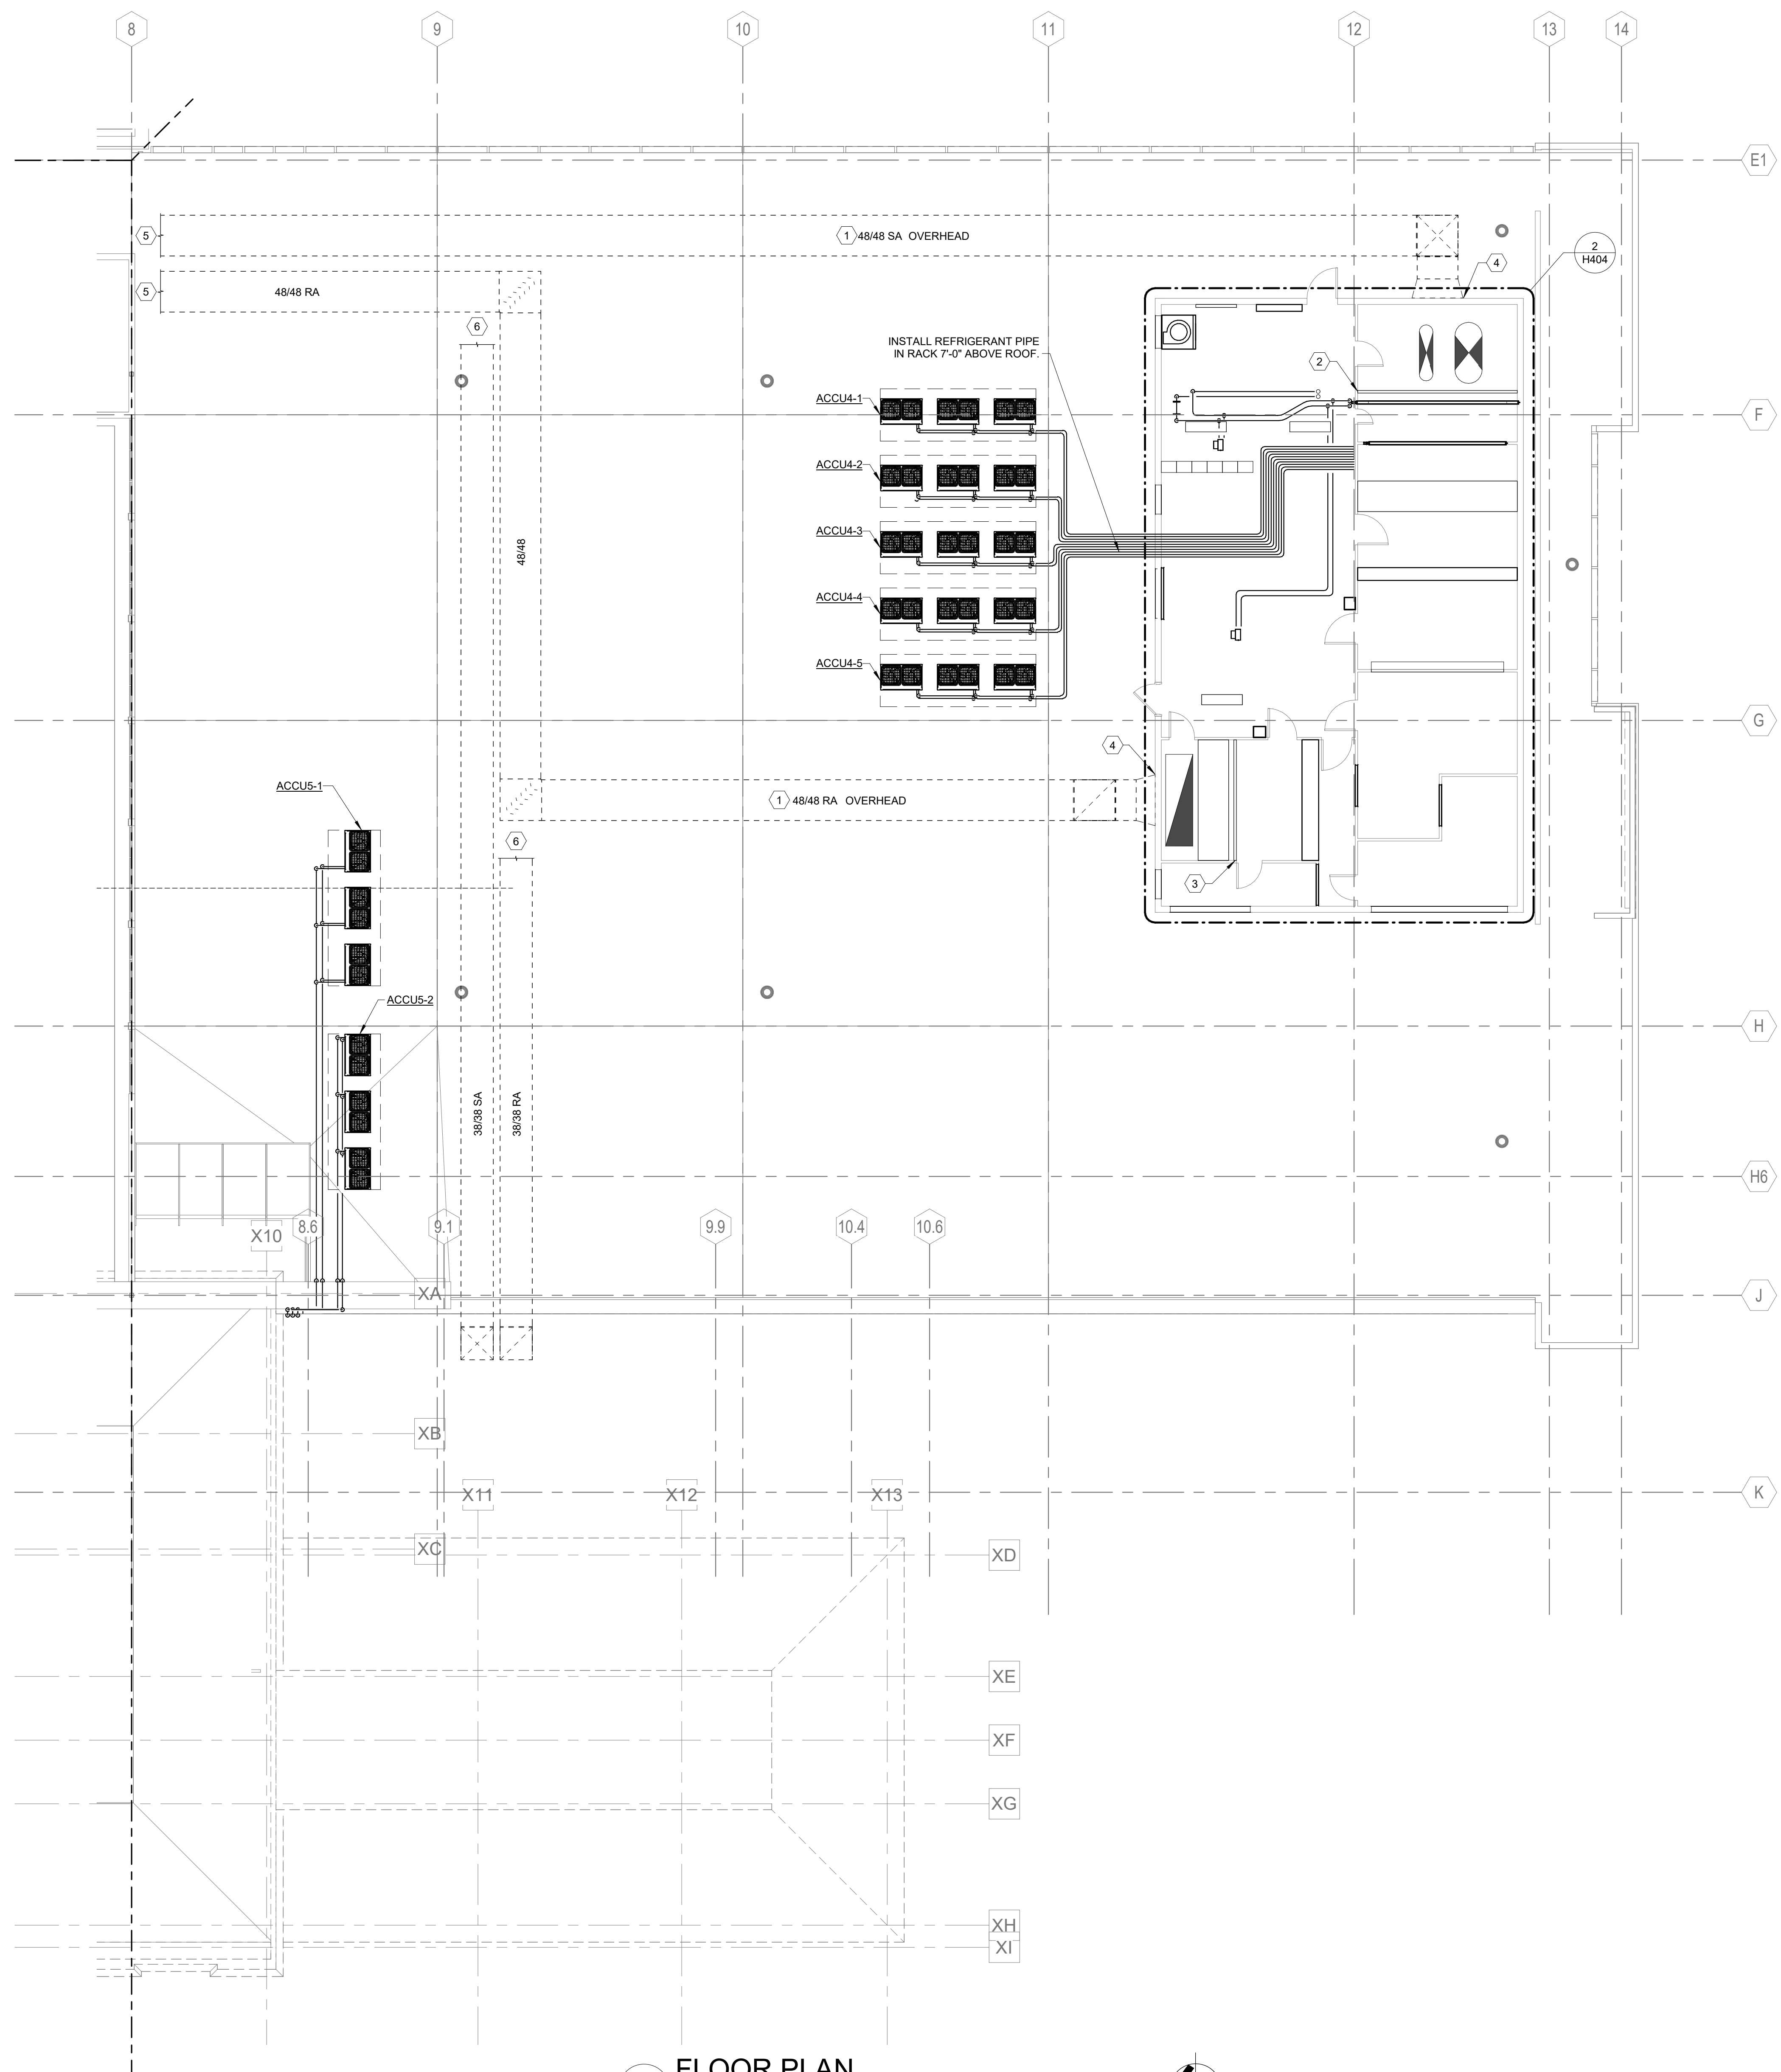 8
9
10
11
12
13
14
E1
5
1
48/48 SA OVERHEAD
2
H404
4
5
48/48 RA
6
INSTALL REFRIGERANT PIPE
IN RACK 7'-0" ABOVE ROOF.
2
ACCU4-1
F
ACCU4-2
ACCU4-3
48/48
ACCU4-4
ACCU4-5
G
4
ACCU5-1
1
48/48 RA OVERHEAD
6
3
ACCU5-2
H
38/38 SA
38/38 RA
H6
8.6
9.1
9.9
10.4
10.6
X10
XA
J
XB
X11
X12
X13
K
XC
XD
XE
XF
XG
XH
XI
FLOOR PLAN